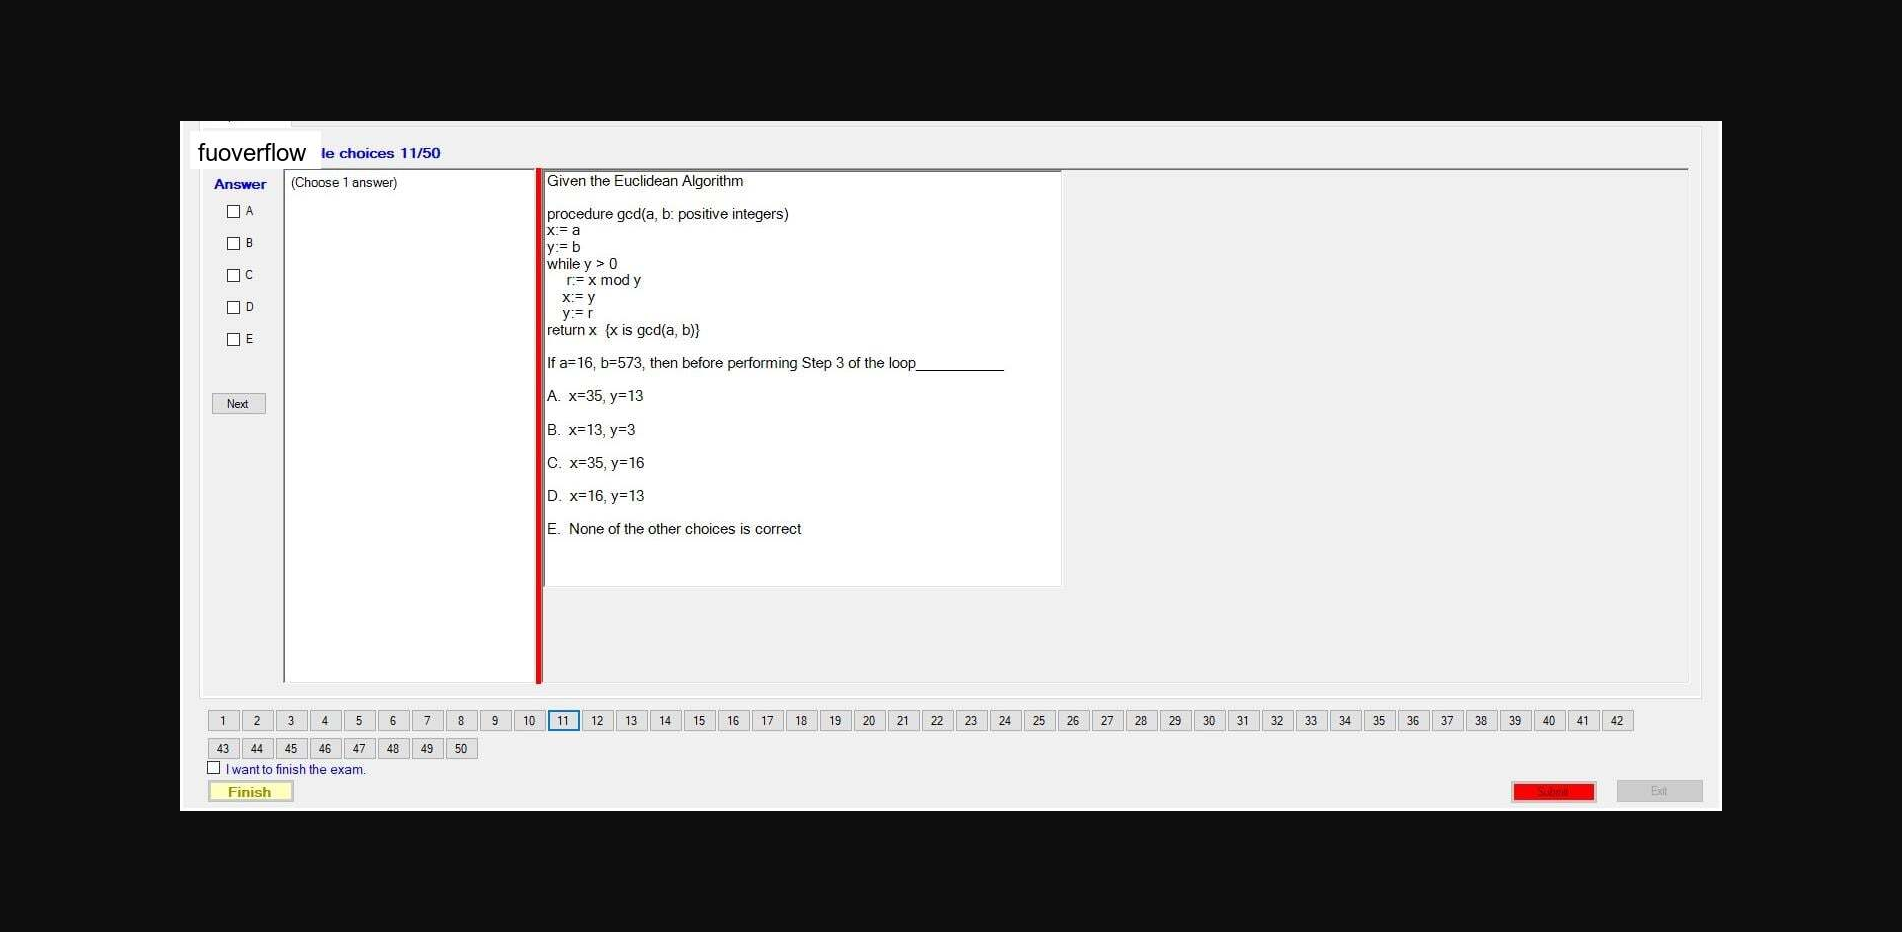 fuoverflow le choices 11/50
Answer
(Choose 1 answer)
A
B
C
D
E
Next
Given the Euclidean Algorithm
procedure gcd(a, b: positive integers)
x:= a
y:= b
while y > 0
r:= x mod y
x:= y
y:= r
return x {x is gcd(a, b)}
If a=16, b=573, then before performing Step 3 of the loop___________
A. x=35, y=13
B. x=13, y=3
C. x=35, y=16
D. x=16, y=13
E. None of the other choices is correct
1 2 3 4 5 6 7 8 9 10 11 12 13 14 15 16 17 18 19 20 21 22 23 24 25 26 27 28 29 30 31 32 33 34 35 36 37 38 39 40 41 42
43 44 45 46 47 48 49 50
I want to finish the exam.
Finish
Submit
Exit